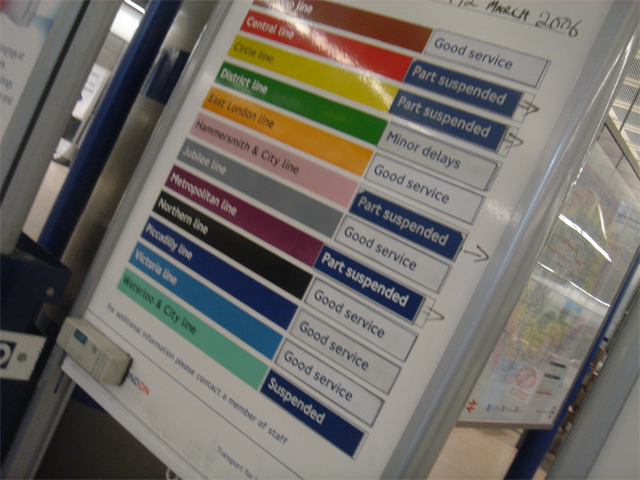 12 MARCH 2006
line Good service
Central line Part suspended
Circle line Part suspended
District line Minor delays
East London line Good service
Hammersmith & City line Part suspended
Jubilee line Good service
Metropolitan line Part suspended
Northern line Good service
Piccadilly line Good service
Victoria line Good service
Waterloo & City line Suspended
For additional information please contact a member of staff
NDON
Transport for